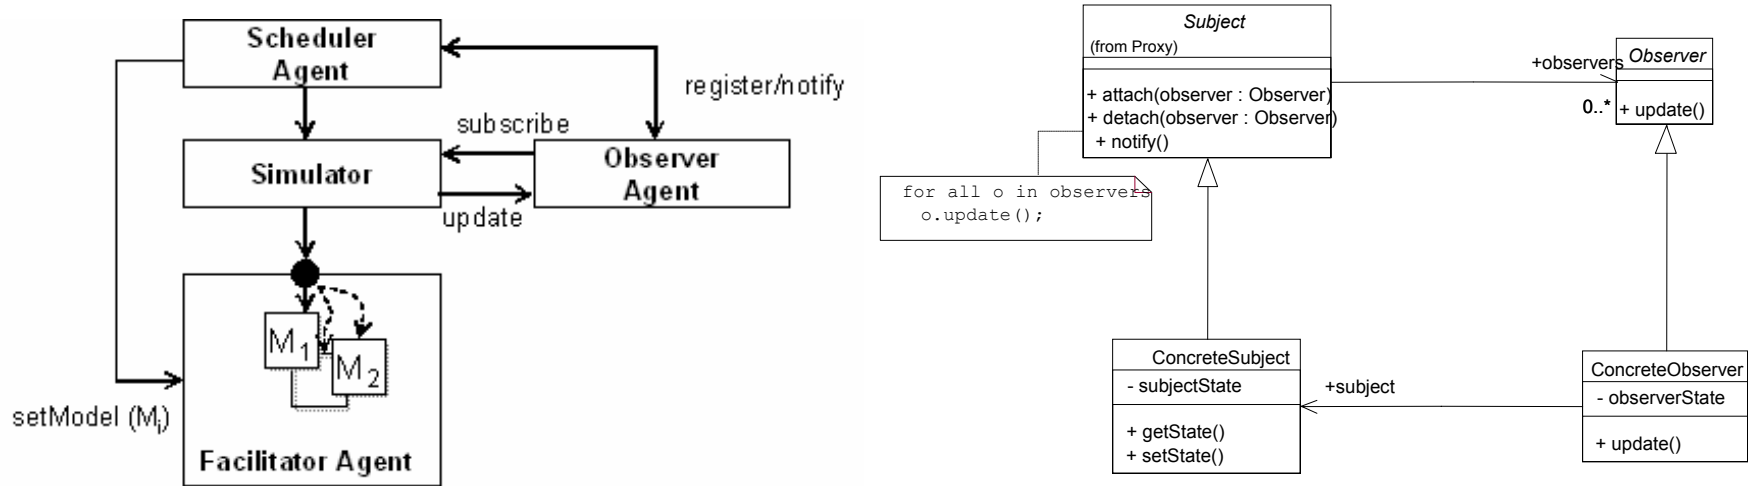 Scheduler
Agent
register/notify
subscribe
Simulator
Observer
Agent
update
M1
M2
setModel (Mi)
Facilitator Agent
Subject
(from Proxy)
+ attach(observer : Observer)
+ detach(observer : Observer)
+ notify()
for all o in observers
o.update();
+observers
0..*
Observer
+ update()
ConcreteSubject
- subjectState
+ getState()
+ setState()
+subject
ConcreteObserver
- observerState
+ update()